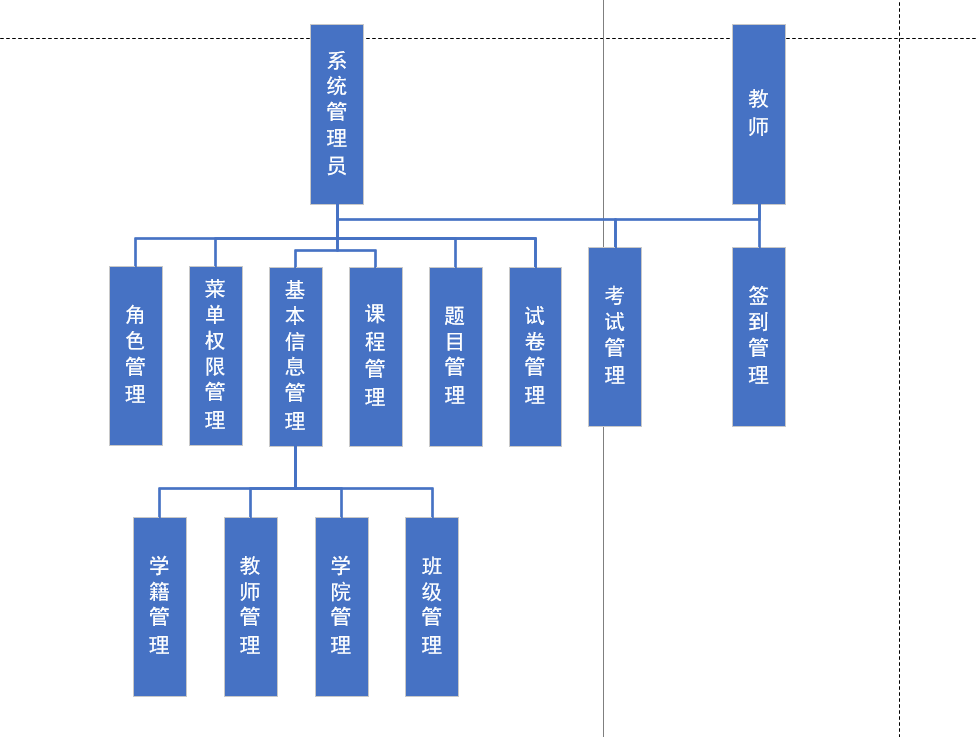 系统管理员
教师
角色管理
菜单权限管理
基本信息管理
课程管理
题目管理
试卷管理
考试管理
签到管理
学籍管理
教师管理
学院管理
班级管理